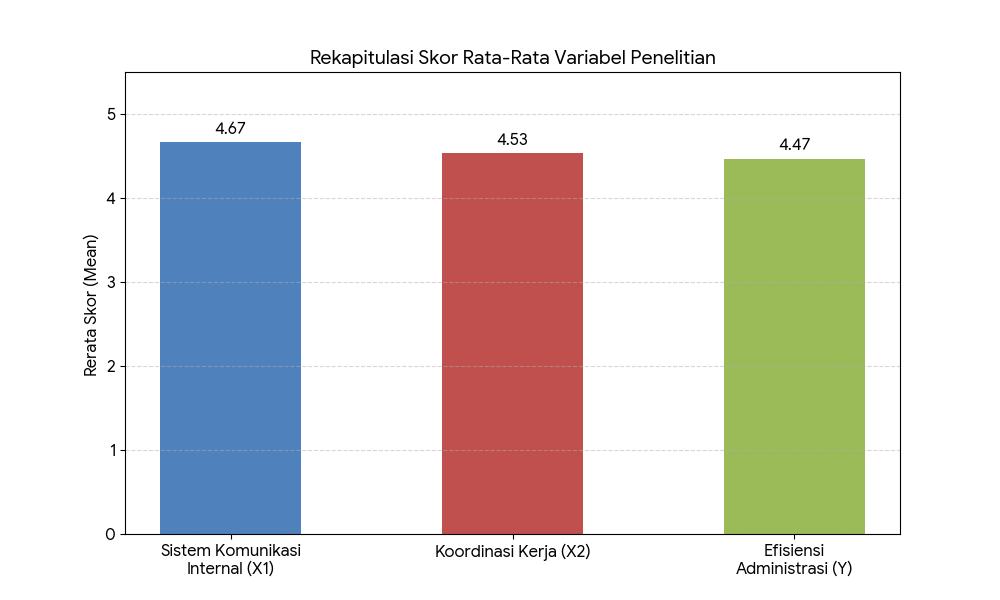 Rekapitulasi Skor Rata-Rata Variabel Penelitian
Rerata Skor (Mean)
5
4
3
2
1
0
4.67
4.53
4.47
Sistem Komunikasi
Internal (X1)
Koordinasi Kerja (X2)
Efisiensi
Administrasi (Y)